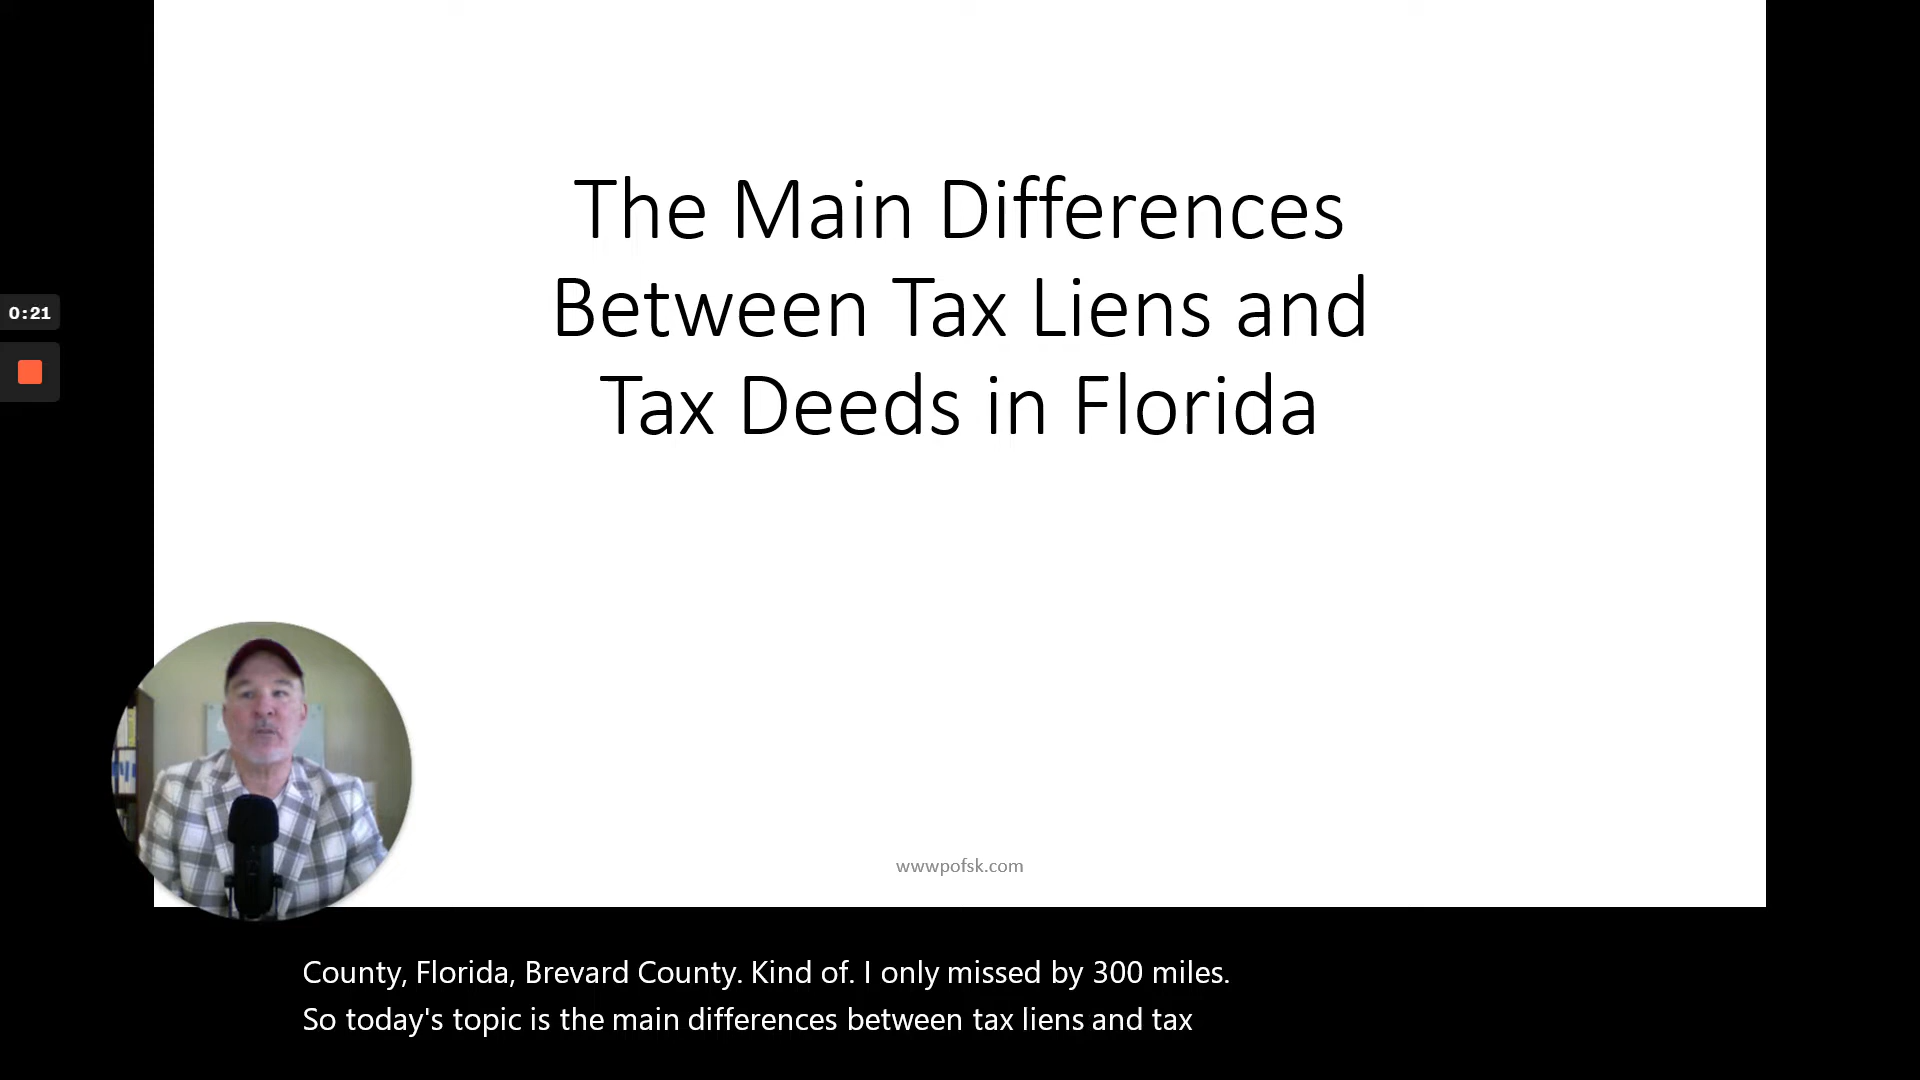 The Main Differences
Between Tax Liens and
Tax Deeds in Florida
0:21
wwwpofsk.com
County, Florida, Brevard County. Kind of. I only missed by 300 miles.
So today's topic is the main differences between tax liens and tax